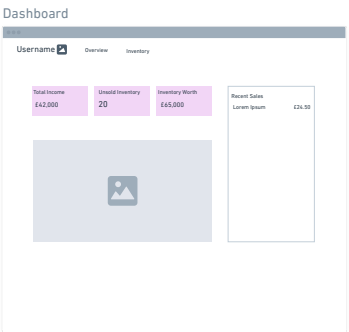 Dashboard
Username Overview Inventory
Total Income Unsold Inventory Inventory Worth
£42,000 20 £65,000
Recent Sales
Lorem Ipsum £24.50